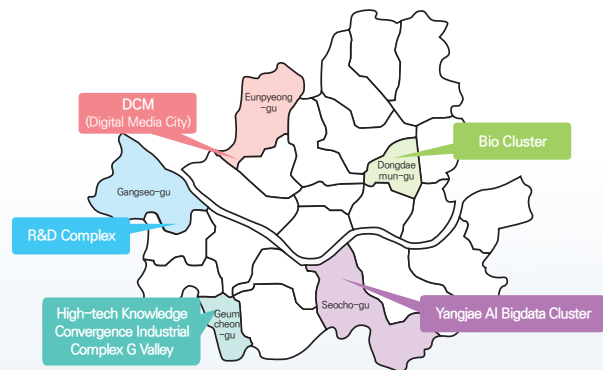 Eunpyeong
-gu
DCM
(Digital Media City)
Bio Cluster
Dongdae
mun-gu
Gangseo-gu
R&D Complex
High-tech Knowledge
Convergence Industrial
Complex G Valley
Geum
cheon
-gu
Seocho-gu
Yangjae AI Bigdata Cluster